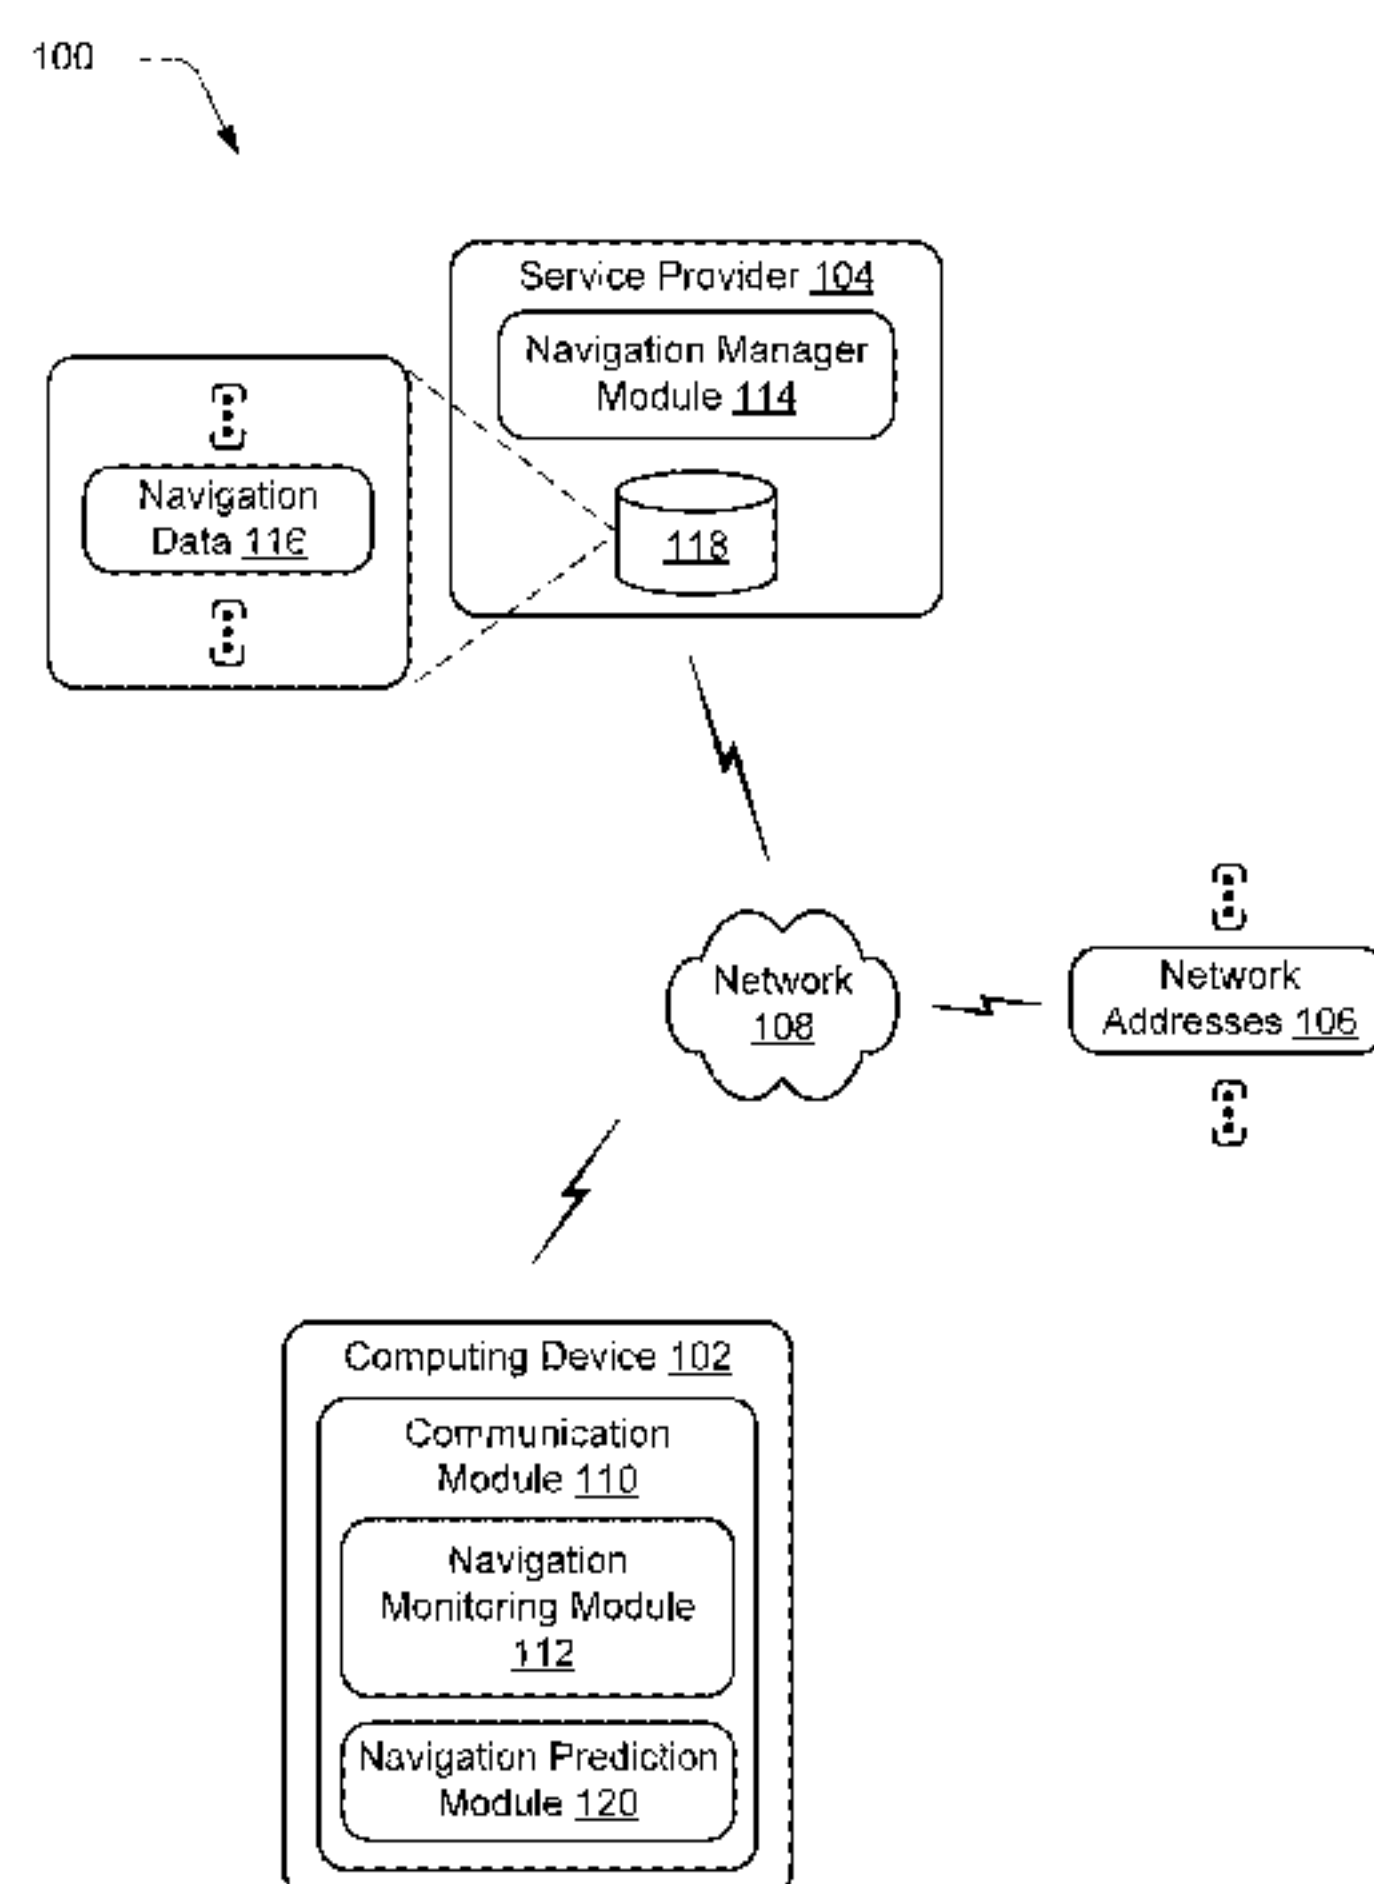 100
Service Provider 104
Navigation Manager
Module 114
118
Navigation
Data 116
Network
108
Network
Addresses 106
Computing Device 102
Communication
Module 110
Navigation
Monitoring Module
112
Navigation Prediction
Module 120